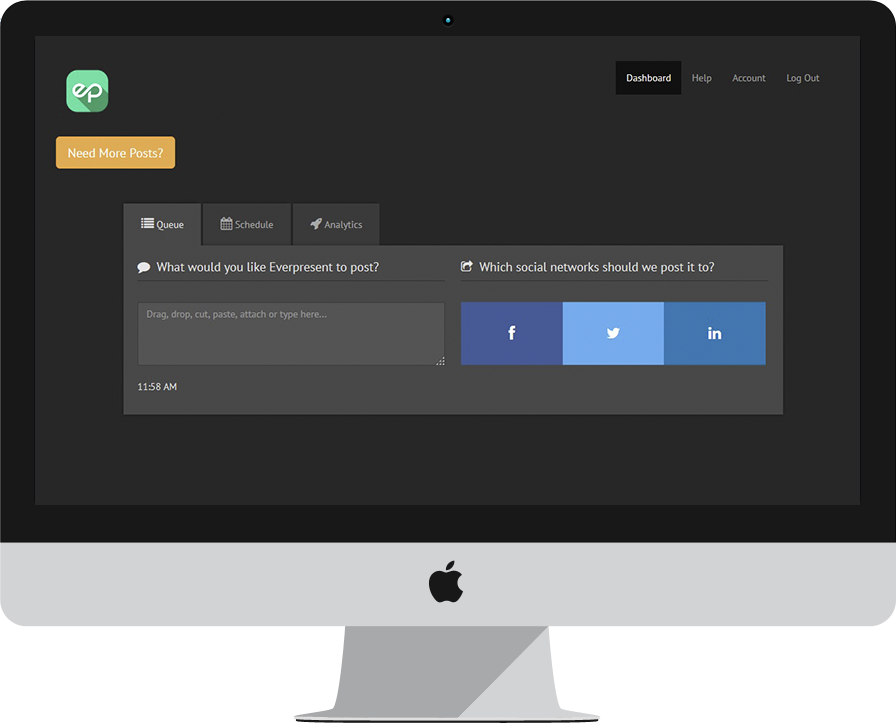 ep
Dashboard Help Account Log Out
Need More Posts?
Queue Schedule Analytics
What would you like Everpresent to post? Which social networks should we post it to?
Drag, drop, cut, paste, attach or type here...
f in
11:58 AM